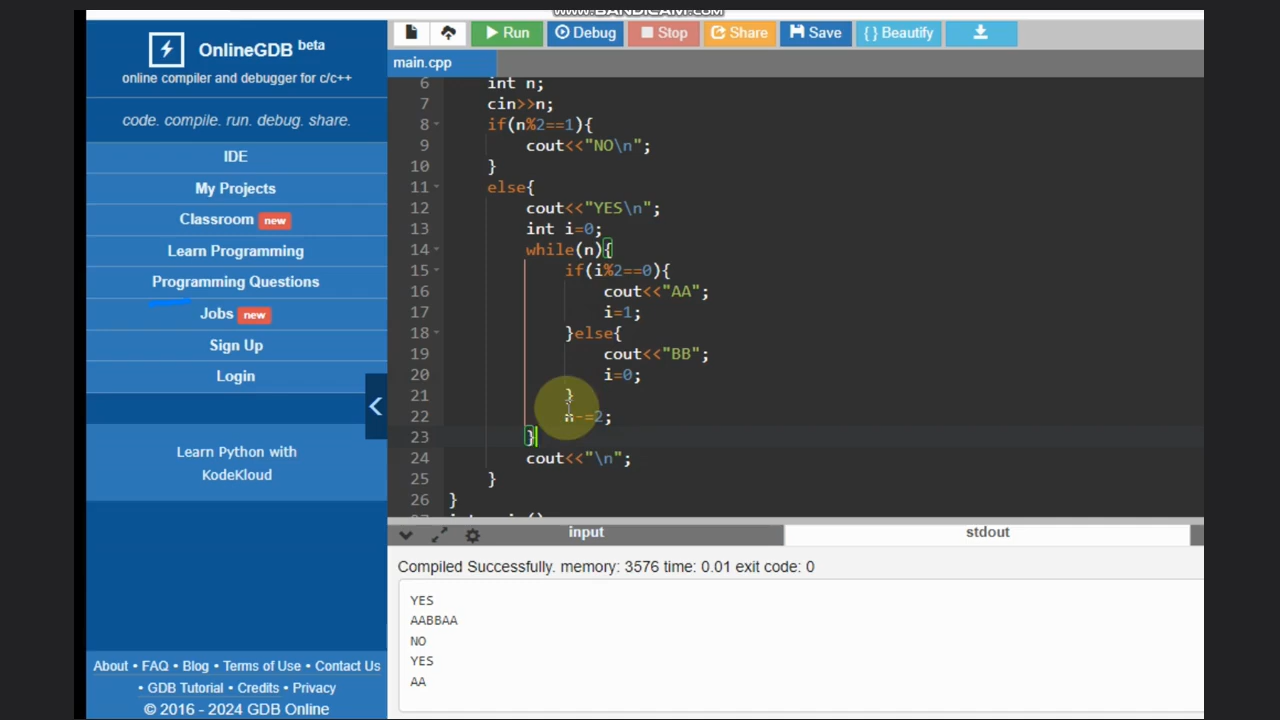 www.BANDICAM.com
OnlineGDB beta
online compiler and debugger for c/c++
code. compile. run. debug. share.
IDE
My Projects
Classroom new
Learn Programming
Programming Questions
Jobs new
Sign Up
Login
Learn Python with
KodeKloud
About • FAQ • Blog • Terms of Use • Contact Us
• GDB Tutorial • Credits • Privacy
© 2016 - 2024 GDB Online
Run Debug Stop Share Save { } Beautify
main.cpp
6 int n;
7 cin>>n;
8 if(n%2==1){
9 cout<<"NO\n";
10 }
11 else{
12 cout<<"YES\n";
13 int i=0;
14 while(n){
15 if(i%2==0){
16 cout<<"AA";
17 i=1;
18 }else{
19 cout<<"BB";
20 i=0;
21 }
22 n-=2;
23 }
24 cout<<"\n";
25 }
26 }
input stdout
Compiled Successfully. memory: 3576 time: 0.01 exit code: 0
YES
AABBAA
NO
YES
AA